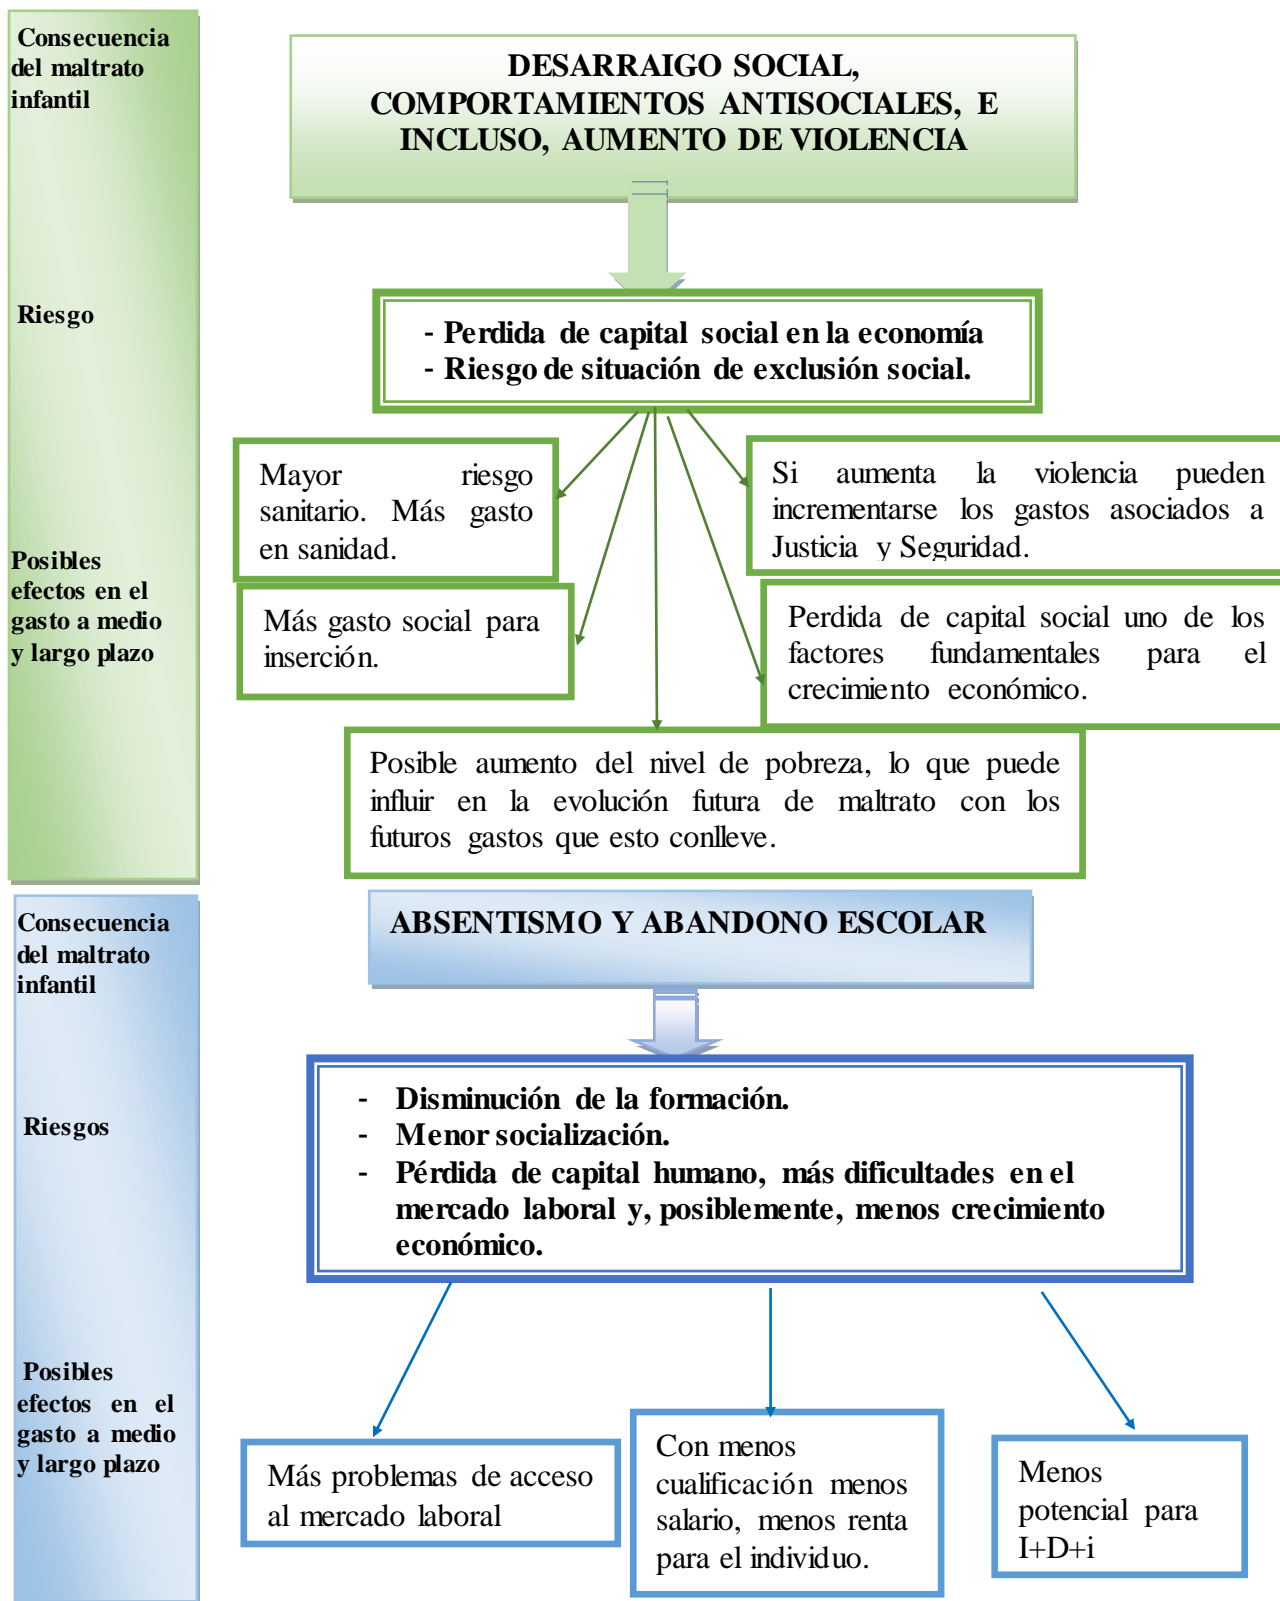 Consecuencia
del maltrato
infantil
DESARRAIGO SOCIAL,
COMPORTAMIENTOS ANTISOCIALES, E
INCLUSO, AUMENTO DE VIOLENCIA
Riesgo
- Perdida de capital social en la economía
- Riesgo de situación de exclusión social.
Posibles
efectos en el
gasto a medio
y largo plazo
Mayor riesgo
sanitario. Más gasto
en sanidad.
Si aumenta la violencia pueden
incrementarse los gastos asociados a
Justicia y Seguridad.
Más gasto social para
inserción.
Perdida de capital social uno de los
factores fundamentales para el
crecimiento económico.
Posible aumento del nivel de pobreza, lo que puede
influir en la evolución futura de maltrato con los
futuros gastos que esto conlleve.
Consecuencia
del maltrato
infantil
ABSENTISMO Y ABANDONO ESCOLAR
Riesgos
- Disminución de la formación.
- Menor socialización.
- Pérdida de capital humano, más dificultades en el
mercado laboral y, posiblemente, menos crecimiento
económico.
Posibles
efectos en el
gasto a medio
y largo plazo
Más problemas de acceso
al mercado laboral
Con menos
cualificación menos
salario, menos renta
para el individuo.
Menos
potencial para
I+D+i